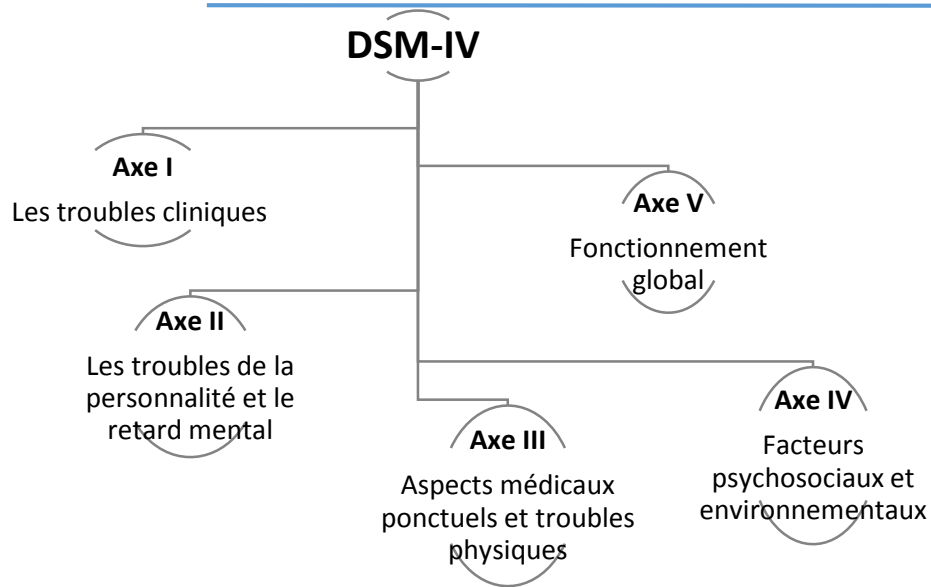 DSM-IV
Axe I
Les troubles cliniques
Axe II
Les troubles de la
personnalité et le
retard mental
Axe III
Aspects médicaux
ponctuels et troubles
physiques
Axe IV
Facteurs
psychosociaux et
environnementaux
Axe V
Fonctionnement
global